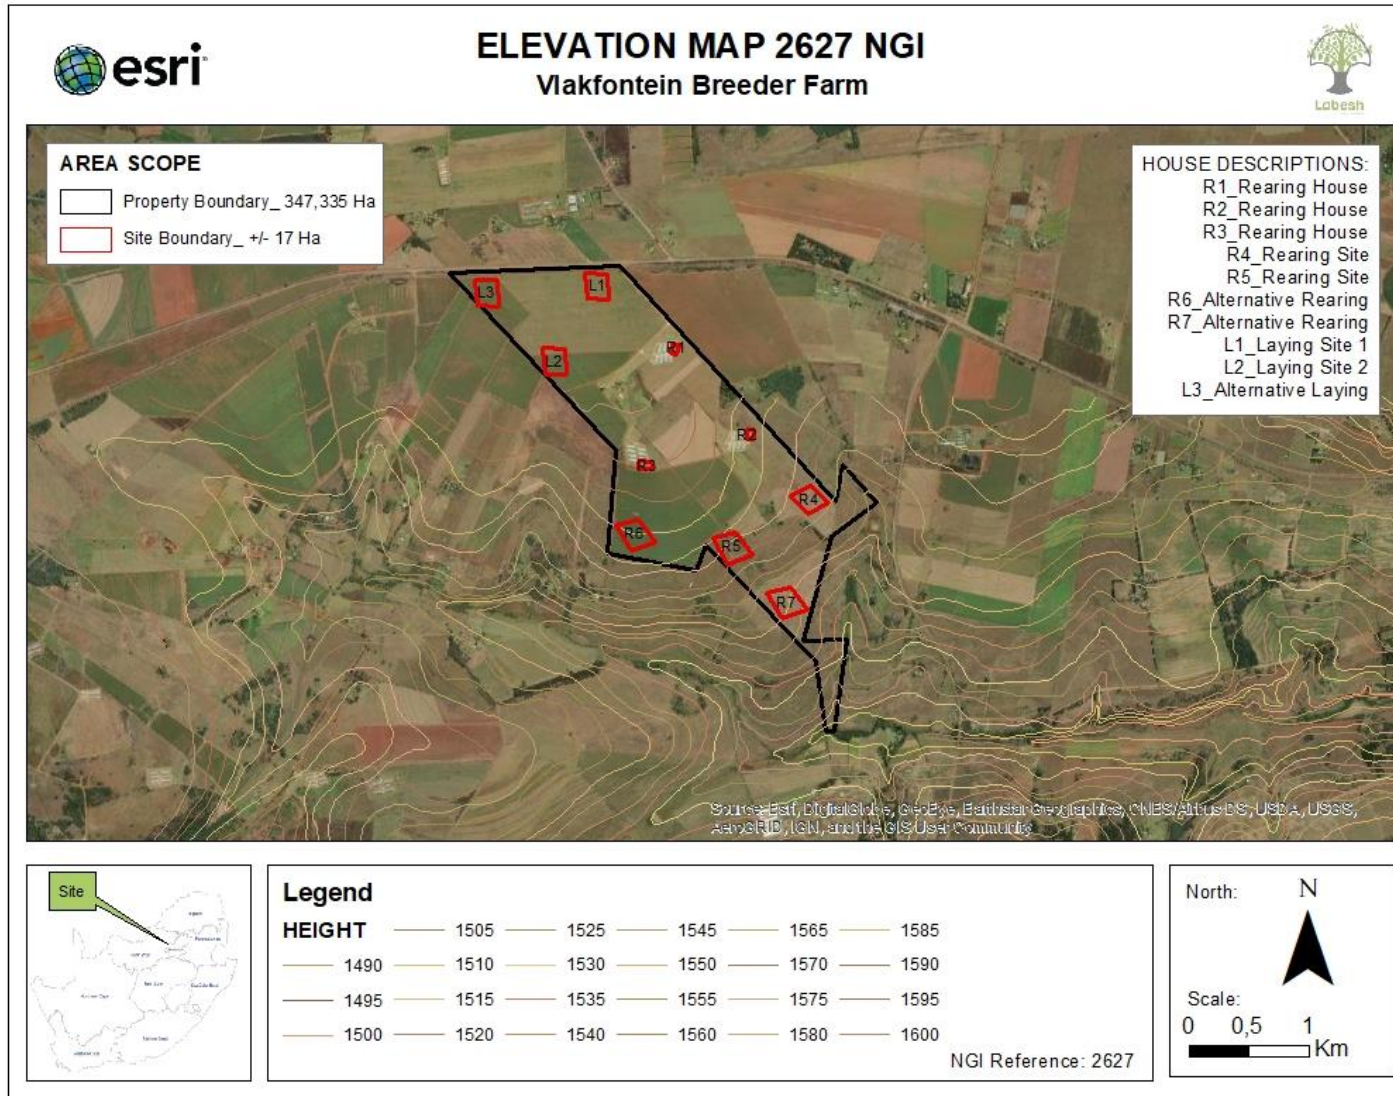 esri
ELEVATION MAP 2627 NGI
Vlakfontein Breeder Farm
Labesh
AREA SCOPE
Property Boundary_ 347,335 Ha
Site Boundary_ +/- 17 Ha
HOUSE DESCRIPTIONS:
R1_Rearing House
R2_Rearing House
R3_Rearing House
R4_Rearing Site
R5_Rearing Site
R6_Alternative Rearing
R7_Alternative Rearing
L1_Laying Site 1
L2_Laying Site 2
L3_Alternative Laying
L3
L1
L2
R1
R2
R3
R4
R6
R5
R7
Source: Esri, DigitalGlobe, GeoEye, Earthstar Geographics, CNES/Airbus DS, USDA, USGS,
AeroGRID, IGN, and the GIS User Community
Site
Legend
HEIGHT 1505 1525 1545 1565 1585
1490 1510 1530 1550 1570 1590
1495 1515 1535 1555 1575 1595
1500 1520 1540 1560 1580 1600
NGI Reference: 2627
North: N
Scale:
0 0,5 1
Km